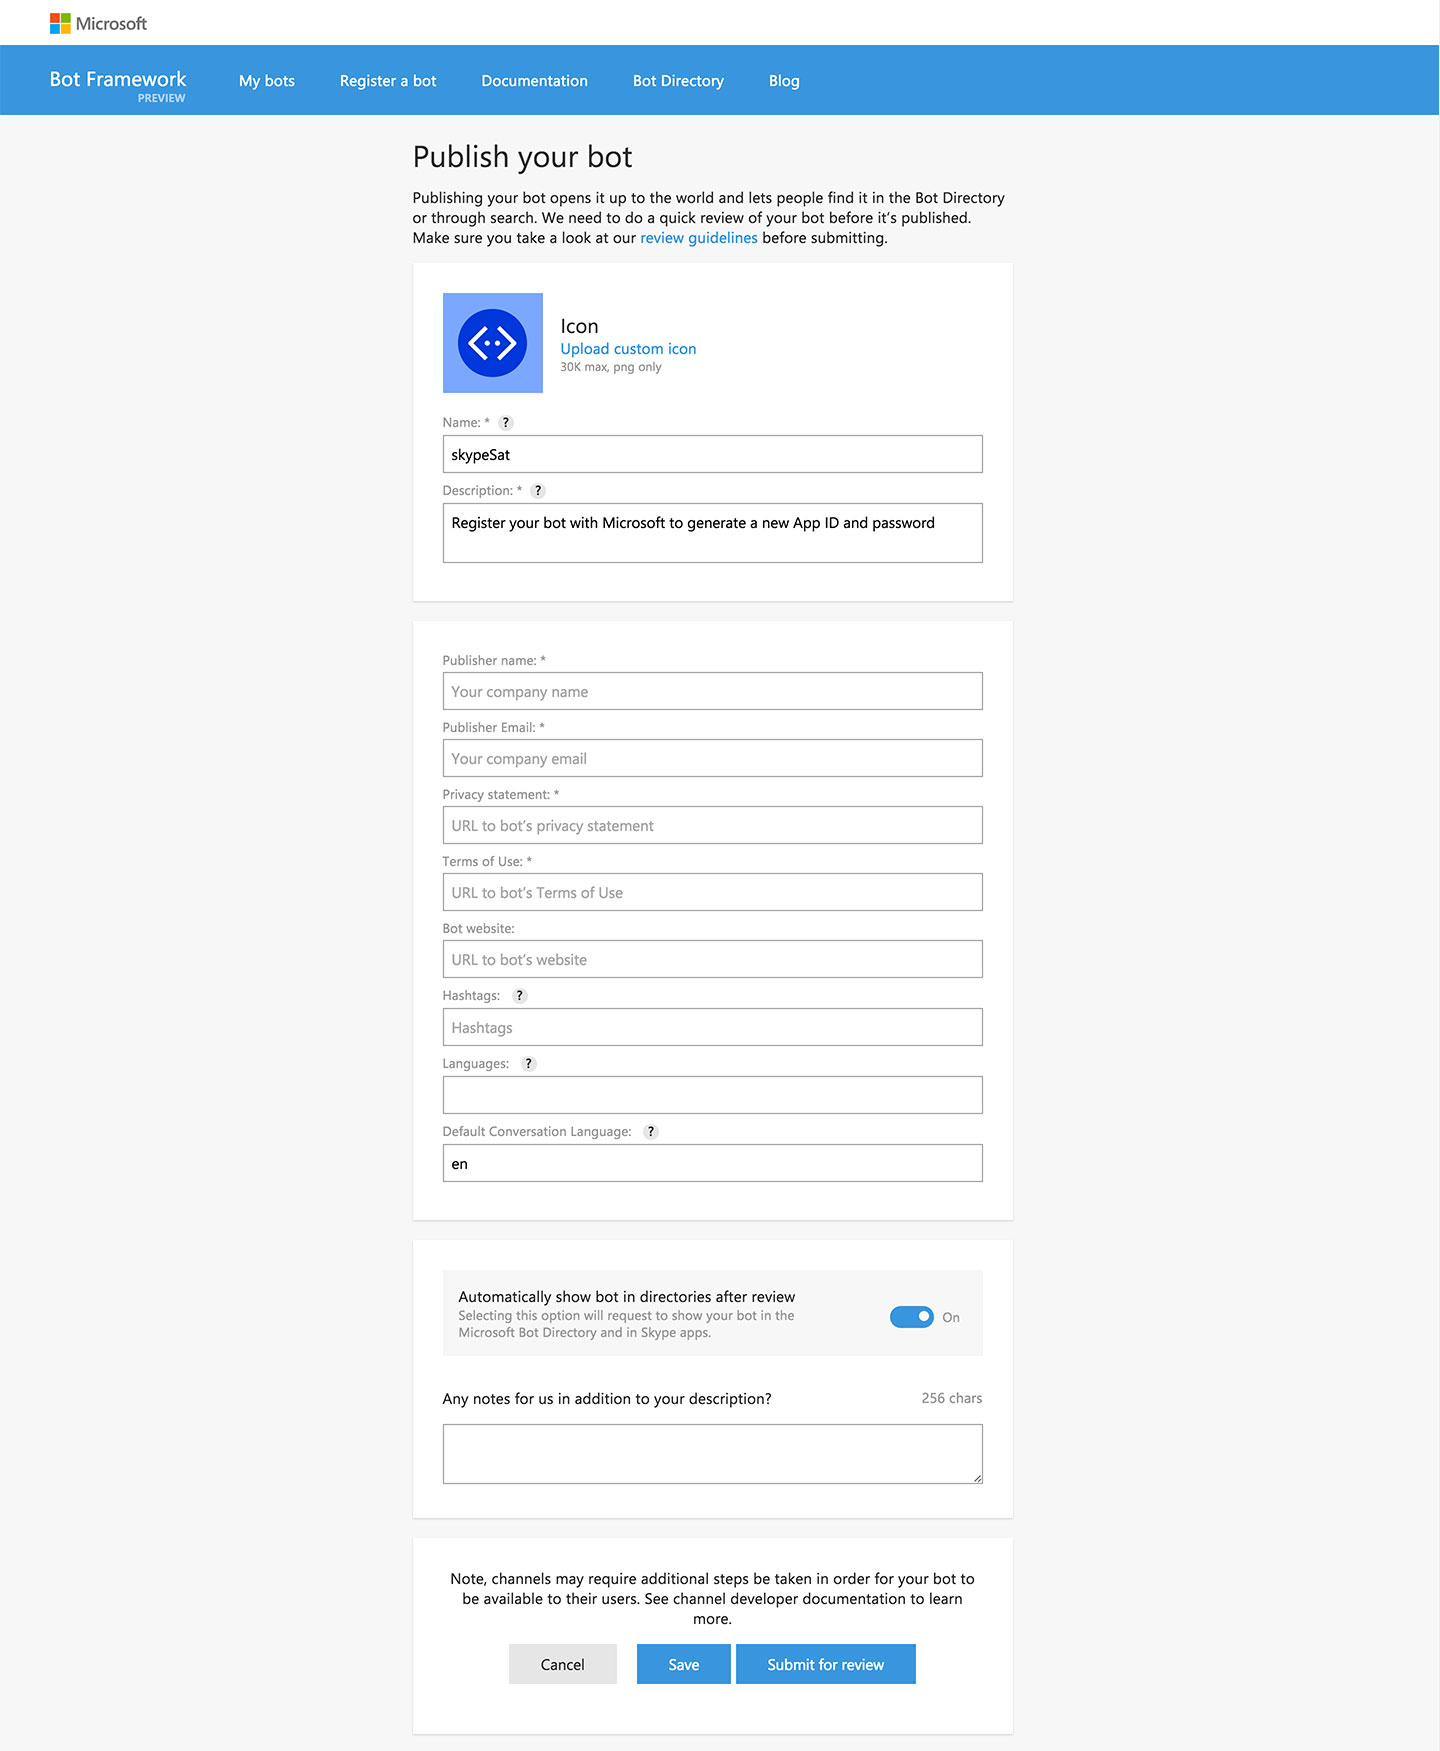 Microsoft
Bot Framework
PREVIEW
My bots
Register a bot
Documentation
Bot Directory
Blog
Publish your bot
Publishing your bot opens it up to the world and lets people find it in the Bot Directory
or through search. We need to do a quick review of your bot before it’s published.
Make sure you take a look at our review guidelines before submitting.
Icon
Upload custom icon
30K max, png only
Name: * ?
skypeSat
Description: * ?
Register your bot with Microsoft to generate a new App ID and password
Publisher name: *
Your company name
Publisher Email: *
Your company email
Privacy statement: *
URL to bot’s privacy statement
Terms of Use: *
URL to bot’s Terms of Use
Bot website:
URL to bot’s website
Hashtags: ?
Hashtags
Languages: ?
Default Conversation Language: ?
en
Automatically show bot in directories after review
Selecting this option will request to show your bot in the
Microsoft Bot Directory and in Skype apps.
On
Any notes for us in addition to your description?
256 chars
Note, channels may require additional steps be taken in order for your bot to
be available to their users. See channel developer documentation to learn
more.
Cancel
Save
Submit for review